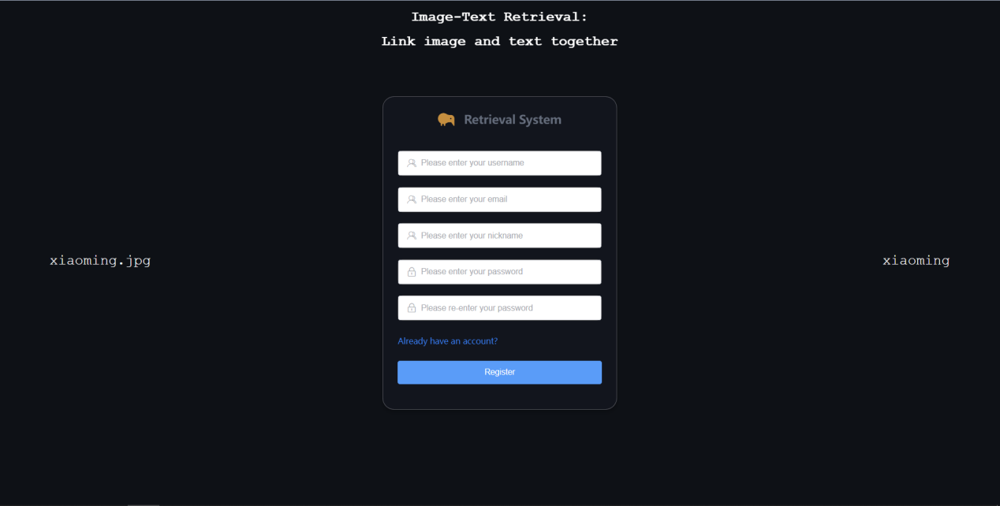 Image-Text Retrieval:
Link image and text together
Retrieval System
Please enter your username
Please enter your email
Please enter your nickname
xiaoming.jpg
xiaoming
Please enter your password
Please re-enter your password
Already have an account?
Register